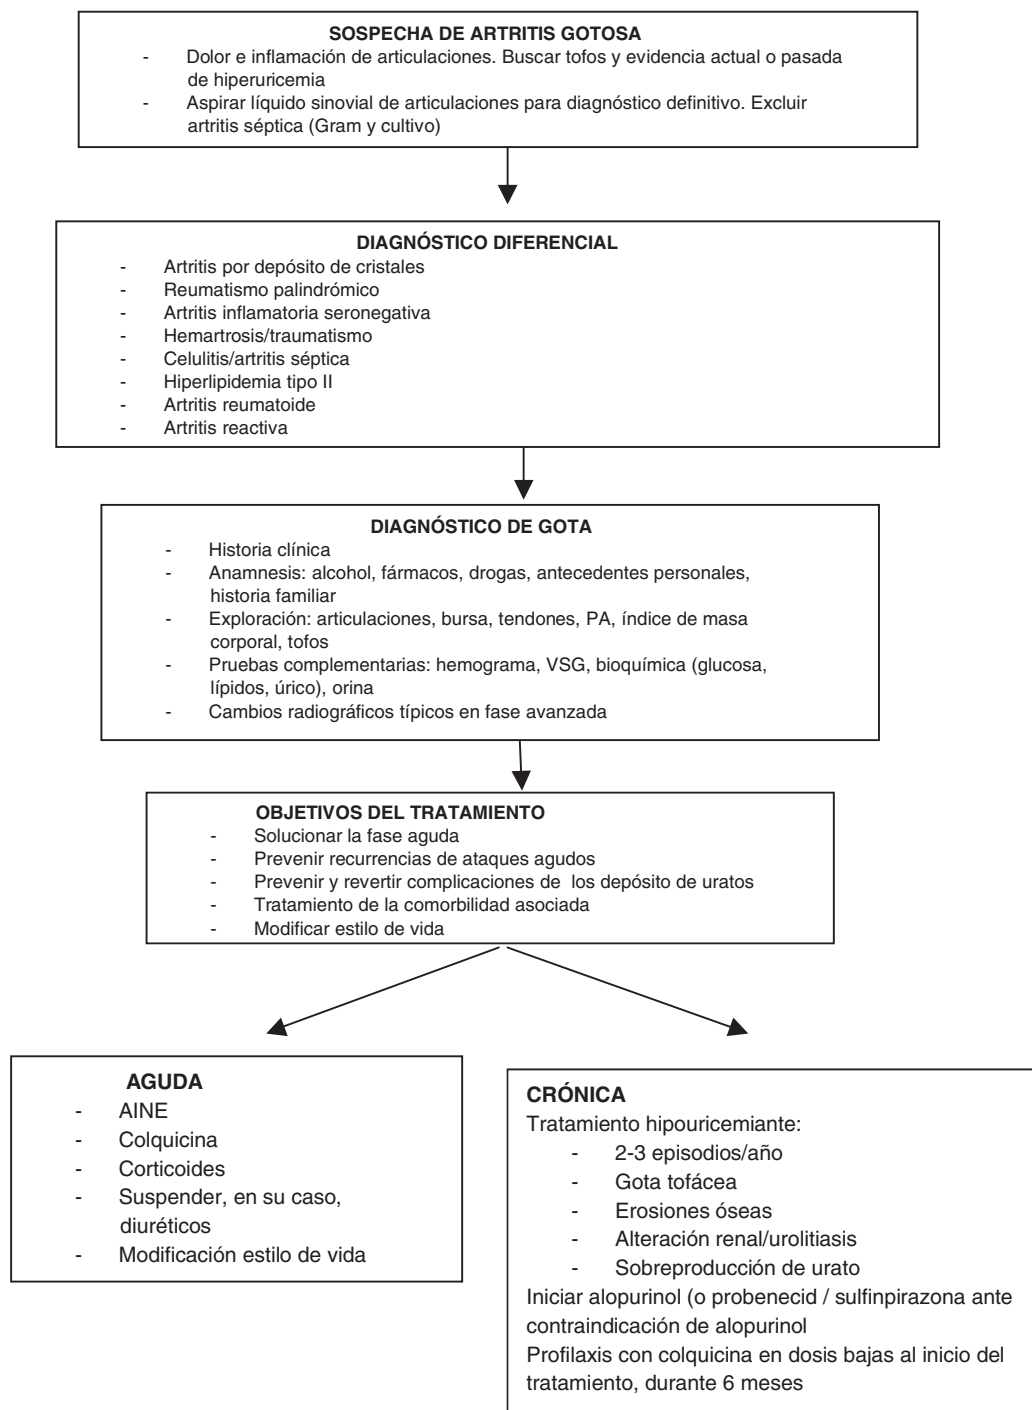 SOSPECHA DE ARTRITIS GOTOSA
- Dolor e inflamación de articulaciones. Buscar tofos y evidencia actual o pasada
de hiperuricemia
- Aspirar líquido sinovial de articulaciones para diagnóstico definitivo. Excluir
artritis séptica (Gram y cultivo)
DIAGNÓSTICO DIFERENCIAL
- Artritis por depósito de cristales
- Reumatismo palindrómico
- Artritis inflamatoria seronegativa
- Hemartrosis/traumatismo
- Celulitis/artritis séptica
- Hiperlipidemia tipo II
- Artritis reumatoide
- Artritis reactiva
DIAGNÓSTICO DE GOTA
- Historia clínica
- Anamnesis: alcohol, fármacos, drogas, antecedentes personales,
historia familiar
- Exploración: articulaciones, bursa, tendones, PA, índice de masa
corporal, tofos
- Pruebas complementarias: hemograma, VSG, bioquímica (glucosa,
lípidos, úrico), orina
- Cambios radiográficos típicos en fase avanzada
OBJETIVOS DEL TRATAMIENTO
- Solucionar la fase aguda
- Prevenir recurrencias de ataques agudos
- Prevenir y revertir complicaciones de los depósito de uratos
- Tratamiento de la comorbilidad asociada
- Modificar estilo de vida
AGUDA
- AINE
- Colquicina
- Corticoides
- Suspender, en su caso,
diuréticos
- Modificación estilo de vida
CRÓNICA
Tratamiento hipouricemiante:
- 2-3 episodios/año
- Gota tofácea
- Erosiones óseas
- Alteración renal/urolitiasis
- Sobreproducción de urato
Iniciar alopurinol (o probenecid / sulfinpirazona ante
contraindicación de alopurinol
Profilaxis con colquicina en dosis bajas al inicio del
tratamiento, durante 6 meses